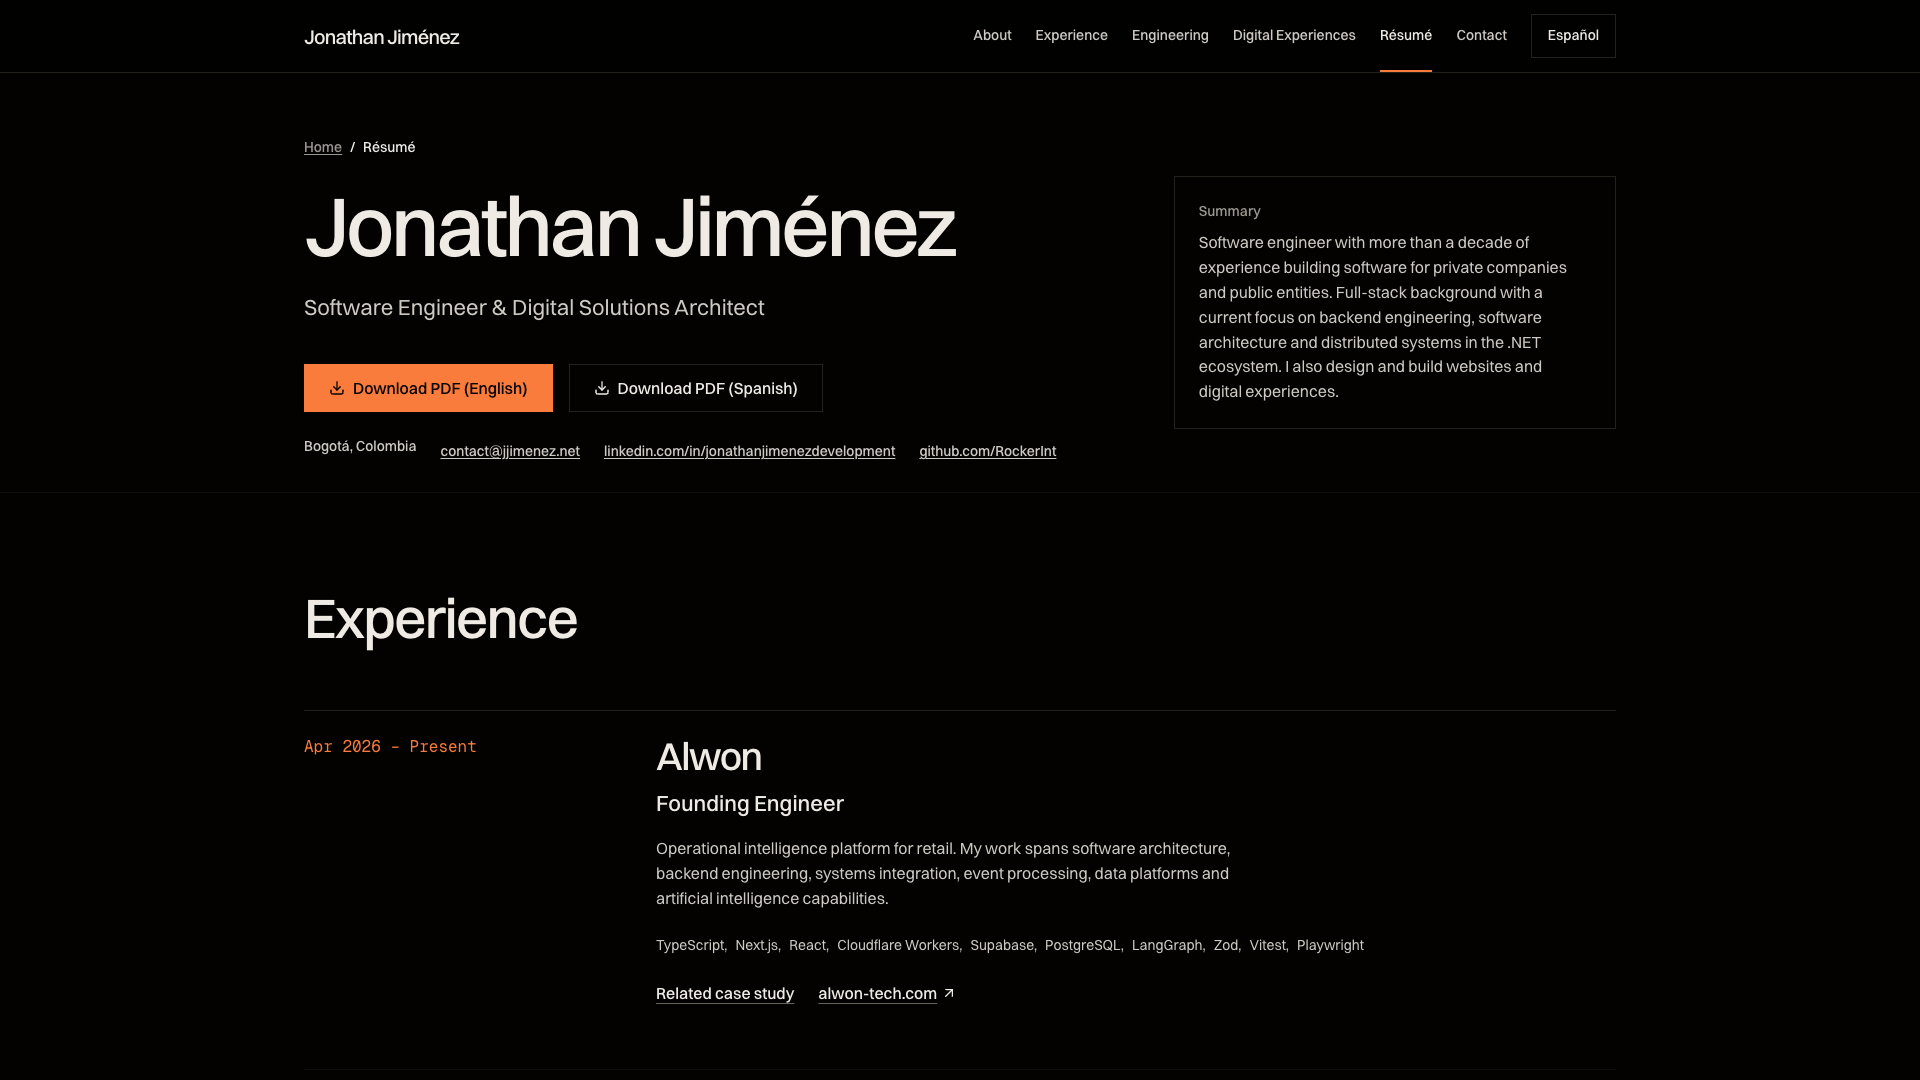 Jonathan Jiménez
About
Experience
Engineering
Digital Experiences
Résumé
Contact
Español
Home / Résumé
Jonathan Jiménez
Software Engineer & Digital Solutions Architect
Download PDF (English)
Download PDF (Spanish)
Bogotá, Colombia
contact@jjimenez.net
linkedin.com/in/jonathanjimenezdevelopment
github.com/RockerInt
Summary
Software engineer with more than a decade of
experience building software for private companies
and public entities. Full-stack background with a
current focus on backend engineering, software
architecture and distributed systems in the .NET
ecosystem. I also design and build websites and
digital experiences.
Experience
Apr 2026 – Present
Alwon
Founding Engineer
Operational intelligence platform for retail. My work spans software architecture,
backend engineering, systems integration, event processing, data platforms and
artificial intelligence capabilities.
TypeScript, Next.js, React, Cloudflare Workers, Supabase, PostgreSQL, LangGraph, Zod, Vitest, Playwright
Related case study
alwon-tech.com